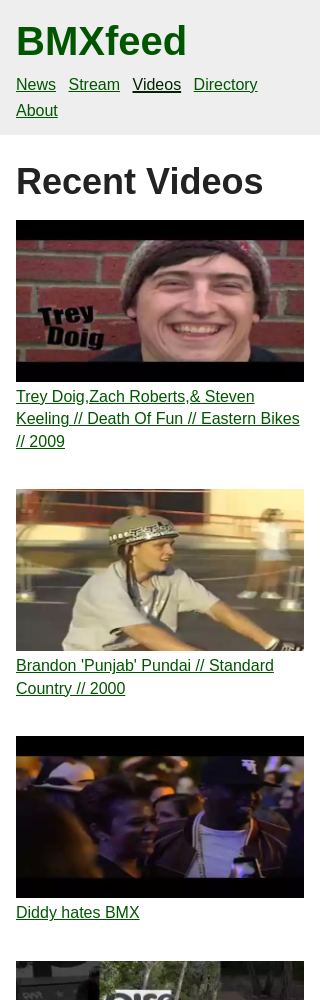 BMXfeed
News Stream Videos Directory
About
Recent Videos
Trey
Doig
Trey Doig,Zach Roberts,& Steven
Keeling // Death Of Fun // Eastern Bikes
// 2009
Brandon 'Punjab' Pundai // Standard
Country // 2000
Diddy hates BMX